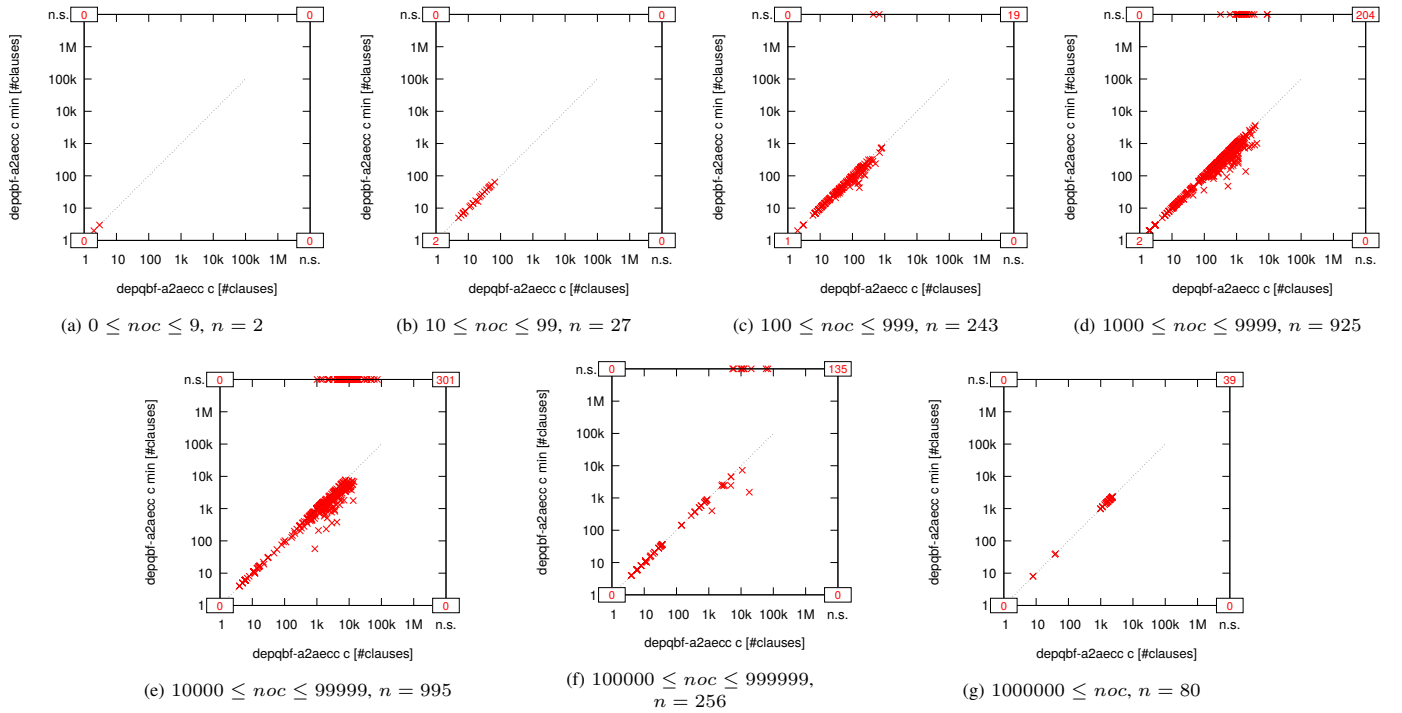 n.s.
0
0
1M
100k
10k
1k
100
10
1
0
0
1
10
100
1k
10k
100k
1M
n.s.
depqbf-a2aecc c min [#clauses]
depqbf-a2aecc c [#clauses]
(a) 0 ≤ noc ≤ 9, n = 2
n.s.
0
0
1M
100k
10k
1k
100
10
1
2
0
1
10
100
1k
10k
100k
1M
n.s.
depqbf-a2aecc c min [#clauses]
depqbf-a2aecc c [#clauses]
(b) 10 ≤ noc ≤ 99, n = 27
n.s.
0
19
1M
100k
10k
1k
100
10
1
1
0
1
10
100
1k
10k
100k
1M
n.s.
depqbf-a2aecc c min [#clauses]
depqbf-a2aecc c [#clauses]
(c) 100 ≤ noc ≤ 999, n = 243
n.s.
0
204
1M
100k
10k
1k
100
10
1
2
0
1
10
100
1k
10k
100k
1M
n.s.
depqbf-a2aecc c min [#clauses]
depqbf-a2aecc c [#clauses]
(d) 1000 ≤ noc ≤ 9999, n = 925
n.s.
0
301
1M
100k
10k
1k
100
10
1
0
0
1
10
100
1k
10k
100k
1M
n.s.
depqbf-a2aecc c min [#clauses]
depqbf-a2aecc c [#clauses]
(e) 10000 ≤ noc ≤ 99999, n = 995
n.s.
0
135
1M
100k
10k
1k
100
10
1
0
0
1
10
100
1k
10k
100k
1M
n.s.
depqbf-a2aecc c min [#clauses]
depqbf-a2aecc c [#clauses]
(f) 100000 ≤ noc ≤ 999999,
n = 256
n.s.
0
39
1M
100k
10k
1k
100
10
1
0
0
1
10
100
1k
10k
100k
1M
n.s.
depqbf-a2aecc c min [#clauses]
depqbf-a2aecc c [#clauses]
(g) 1000000 ≤ noc, n = 80